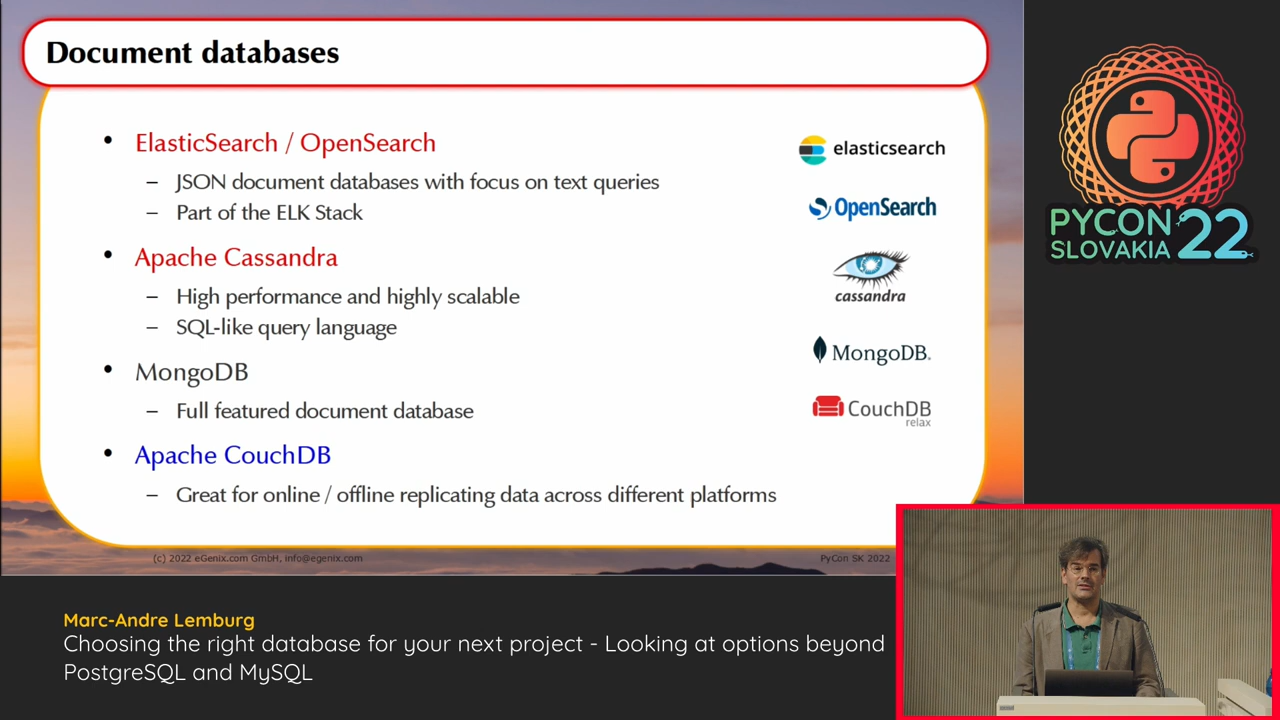 Document databases
• ElasticSearch / OpenSearch
– JSON document databases with focus on text queries
– Part of the ELK Stack
• Apache Cassandra
– High performance and highly scalable
– SQL-like query language
• MongoDB
– Full featured document database
• Apache CouchDB
– Great for online / offline replicating data across different platforms
elasticsearch
OpenSearch
cassandra
MongoDB.
CouchDB
relax
(c) 2022 eGenix.com GmbH, info@egenix.com
PyCon SK 2022
PYCON
SLOVAKIA
22
Marc-Andre Lemburg
Choosing the right database for your next project - Looking at options beyond
PostgreSQL and MySQL